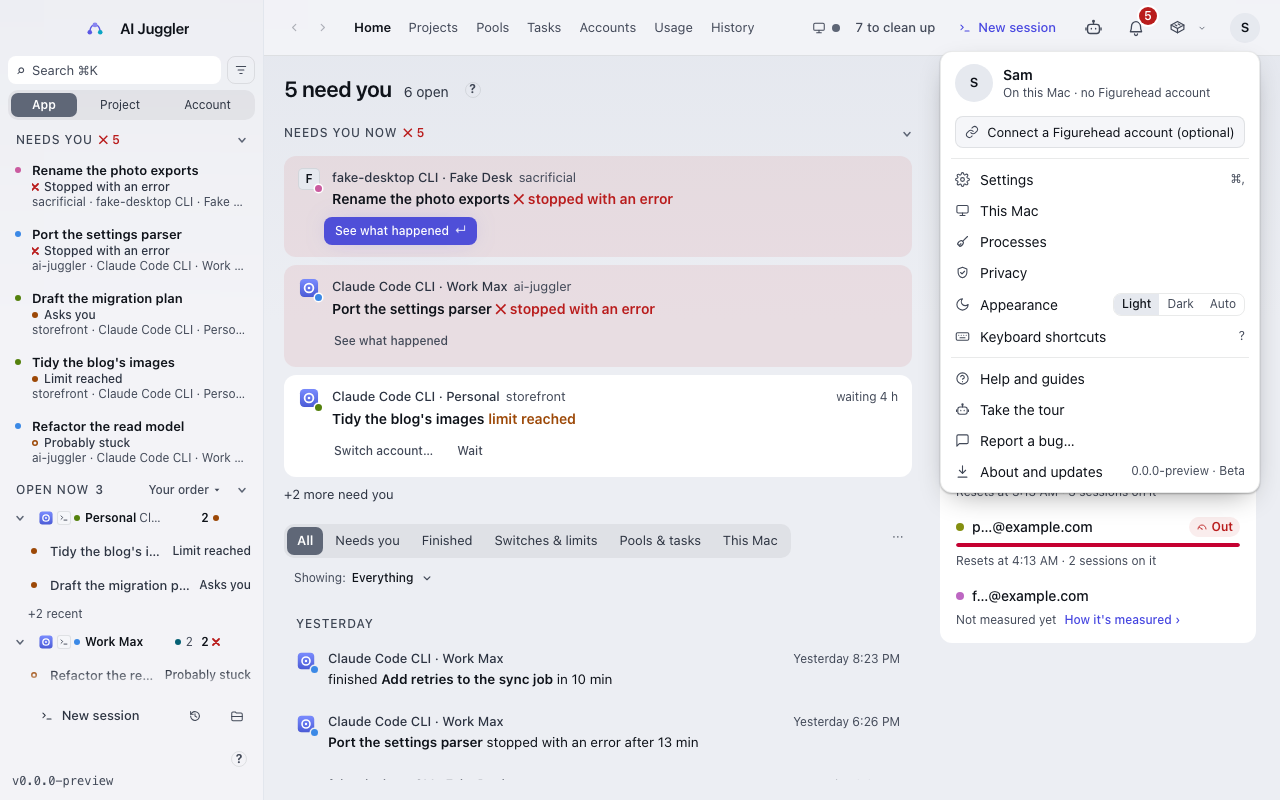 AI Juggler
Search ⌘K
App Project Account
NEEDS YOU 5
Rename the photo exports
Stopped with an error
sacrificial · fake-desktop CLI · Fake ...
Port the settings parser
Stopped with an error
ai-juggler · Claude Code CLI · Work ...
Draft the migration plan
Asks you
storefront · Claude Code CLI · Perso...
Tidy the blog's images
Limit reached
storefront · Claude Code CLI · Perso...
Refactor the read model
Probably stuck
ai-juggler · Claude Code CLI · Work ...
OPEN NOW 3 Your order
Personal Cl... 2
Tidy the blog's i... Limit reached
Draft the migration p... Asks you
+2 recent
Work Max 2 2
Refactor the re... Probably stuck
New session
?
v0.0.0-preview
Home Projects Pools Tasks Accounts Usage History
7 to clean up New session 5 S
5 need you 6 open ?
NEEDS YOU NOW 5
F
fake-desktop CLI · Fake Desk sacrificial
Rename the photo exports stopped with an error
See what happened
Claude Code CLI · Work Max ai-juggler
Port the settings parser stopped with an error
See what happened
Claude Code CLI · Personal storefront waiting 4 h
Tidy the blog's images limit reached
Switch account... Wait
+2 more need you
All Needs you Finished Switches & limits Pools & tasks This Mac ...
Showing: Everything
YESTERDAY
Claude Code CLI · Work Max Yesterday 8:23 PM
finished Add retries to the sync job in 10 min
Claude Code CLI · Work Max Yesterday 6:26 PM
Port the settings parser stopped with an error after 13 min
S
Sam
On this Mac · no Figurehead account
Connect a Figurehead account (optional)
Settings ⌘,
This Mac
Processes
Privacy
Appearance Light Dark Auto
Keyboard shortcuts ?
Help and guides
Take the tour
Report a bug...
About and updates 0.0.0-preview · Beta
p...@example.com Out
Resets at 4:13 AM · 2 sessions on it
f...@example.com
Not measured yet How it's measured ›